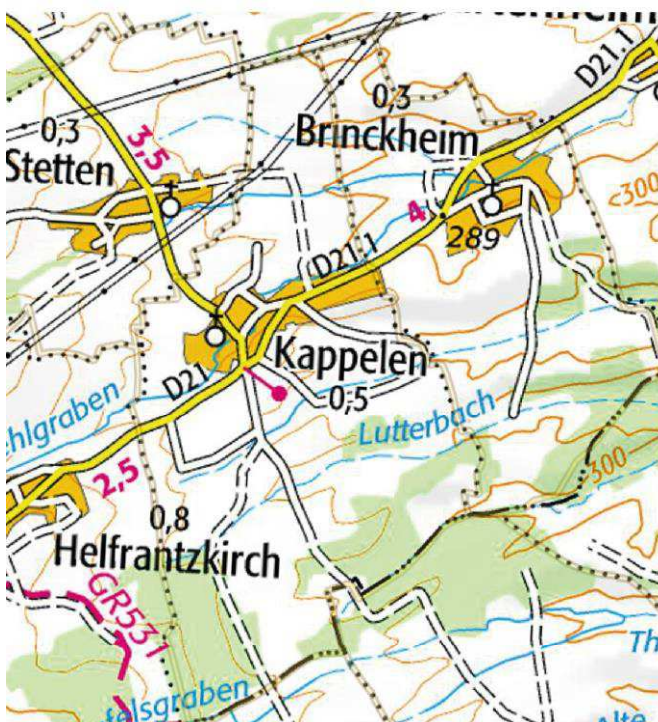 D21.1
0,3
Brinckheim
0,3
Stetten
3,5
4
<300
289
D21.1
Kappelen
0,5
D21
Lutterbach
300
2,5
0,8
Helfrantzkirch
GR531